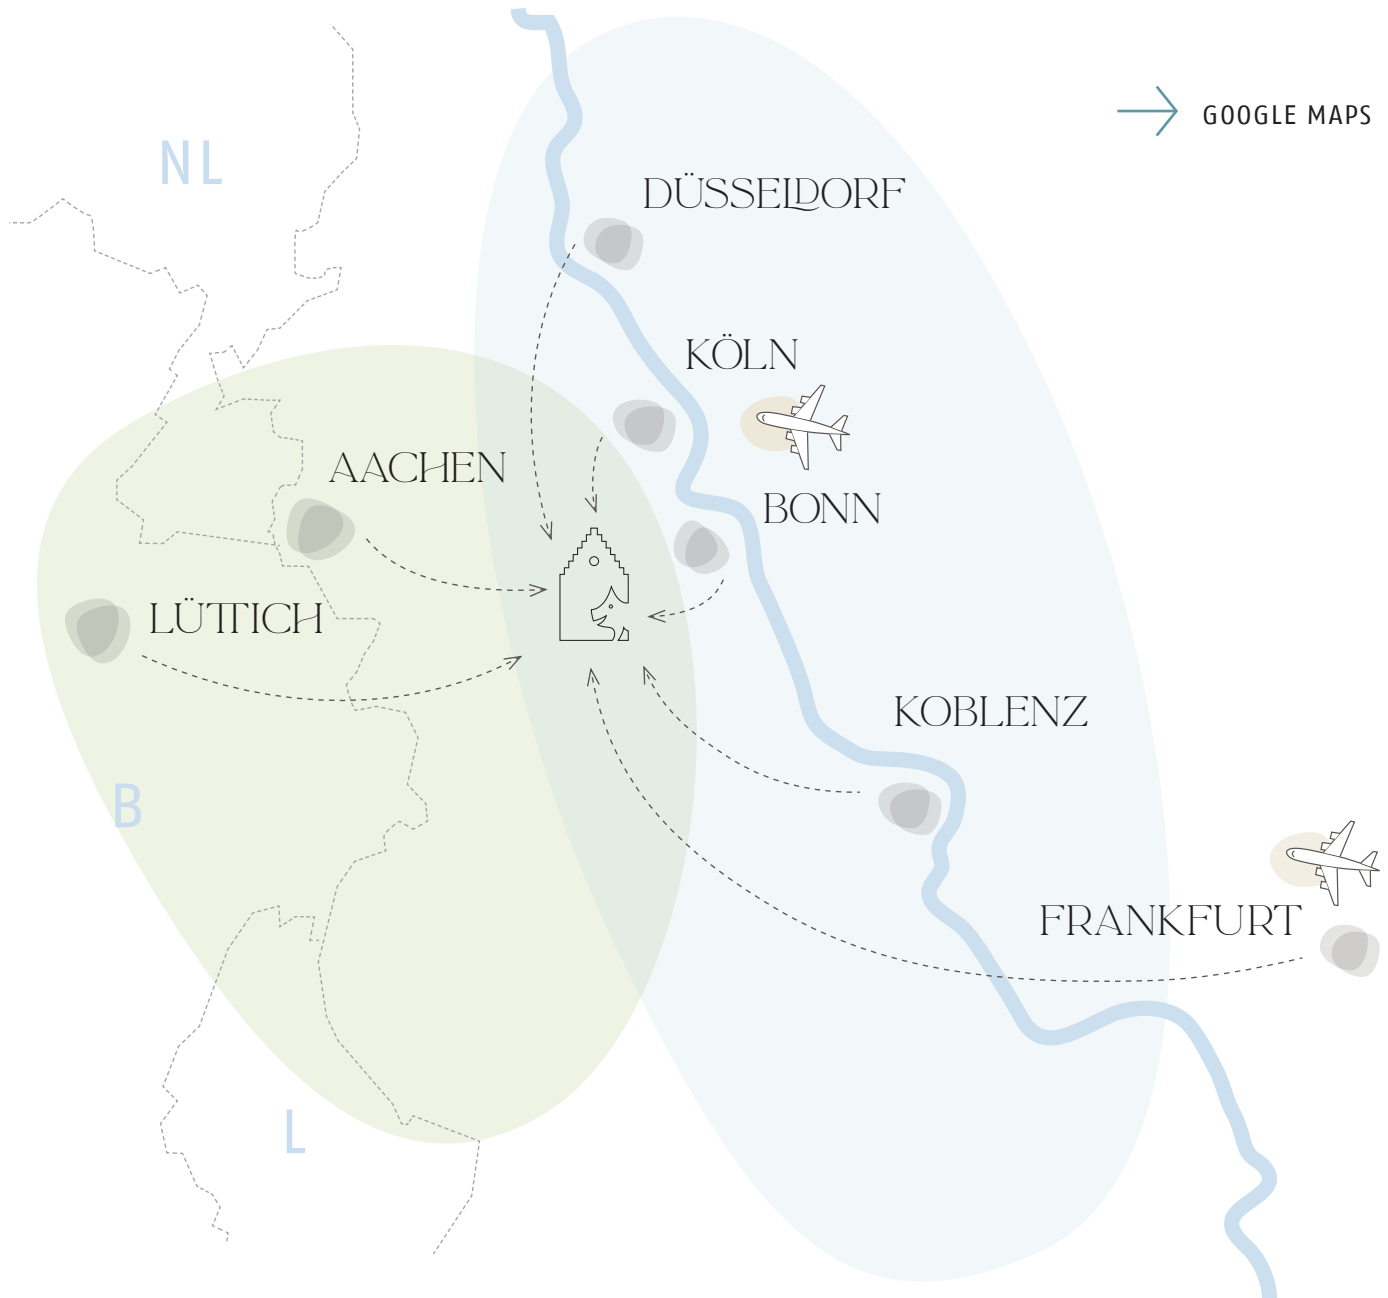 GOOGLE MAPS
NL
DÜSSELDORF
KÖLN
AACHEN
BONN
LÜTTICH
KOBLENZ
B
FRANKFURT
L